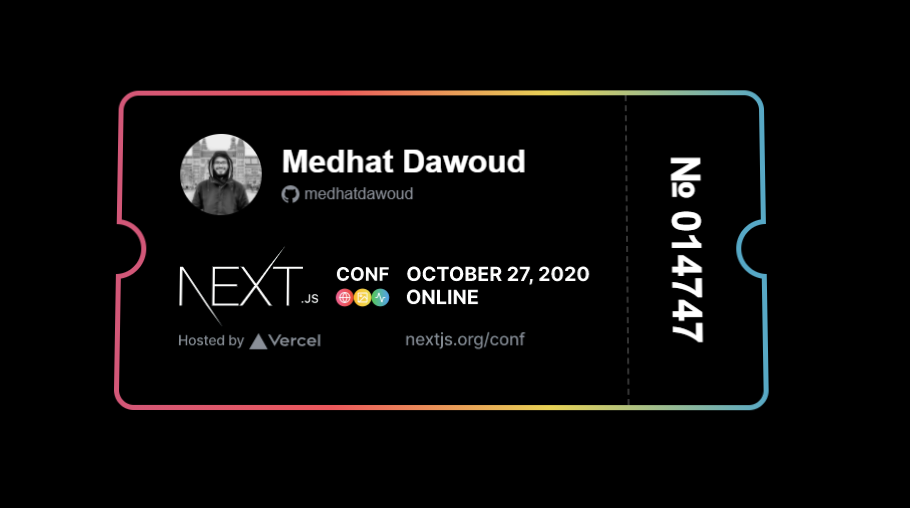 Medhat Dawoud
medhatdawoud
NEXT.JS
CONF
OCTOBER 27, 2020
ONLINE
Hosted by Vercel
nextjs.org/conf
№ 014747